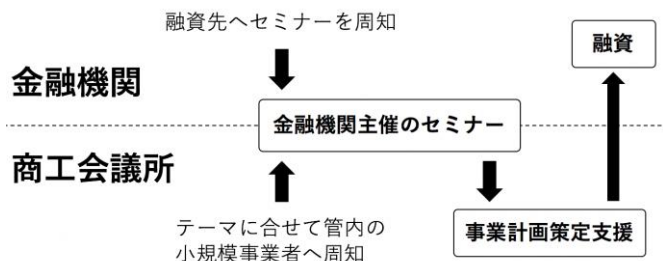 融資先へセミナーを周知
融資
金融機関
金融機関主催のセミナー
商工会議所
テーマに合せて管内の
小規模事業者へ周知
事業計画策定支援